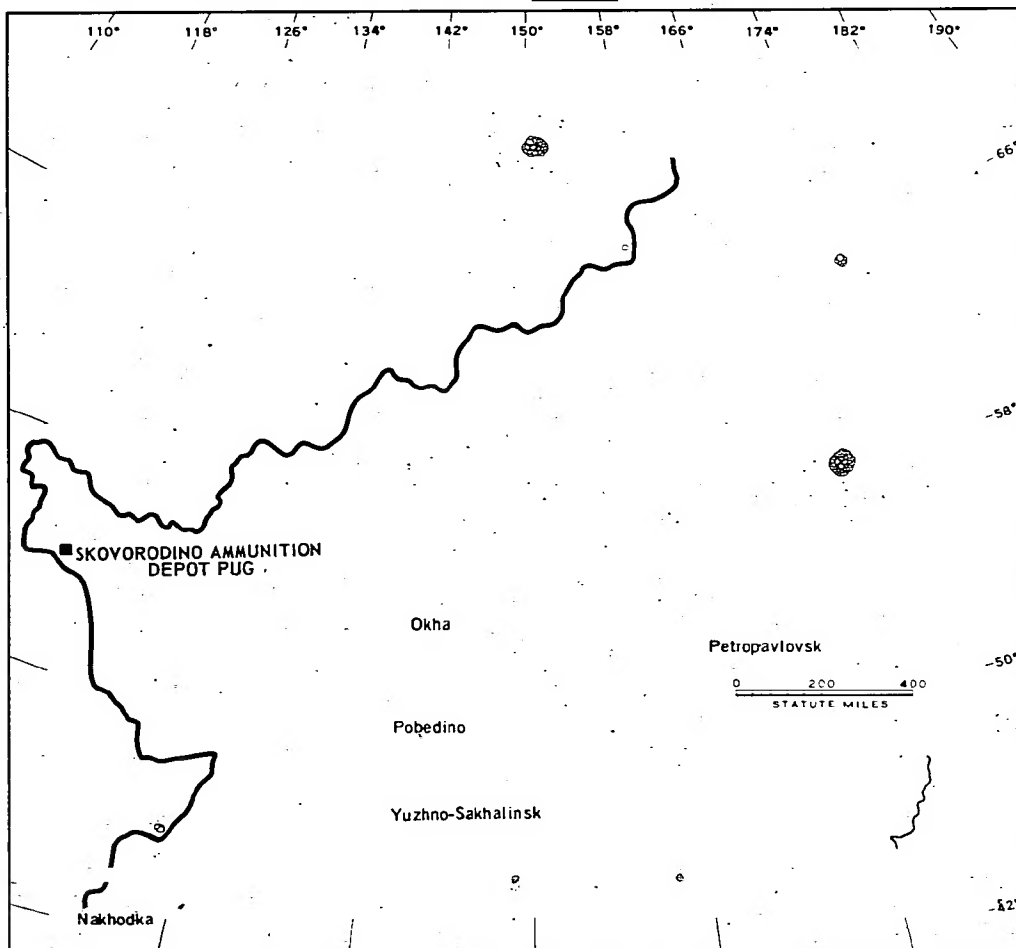 110° 118° 126° 134° 142° 150° 158° 166° 174° 182° 190°
66°
58°
SKOVORODINO AMMUNITION
DEPOT PUG
Okha
Petropavlovsk
50°
0 200 400
STATUTE MILES
Pobedino
Yuzhno-Sakhalinsk
42°
Nakhodka